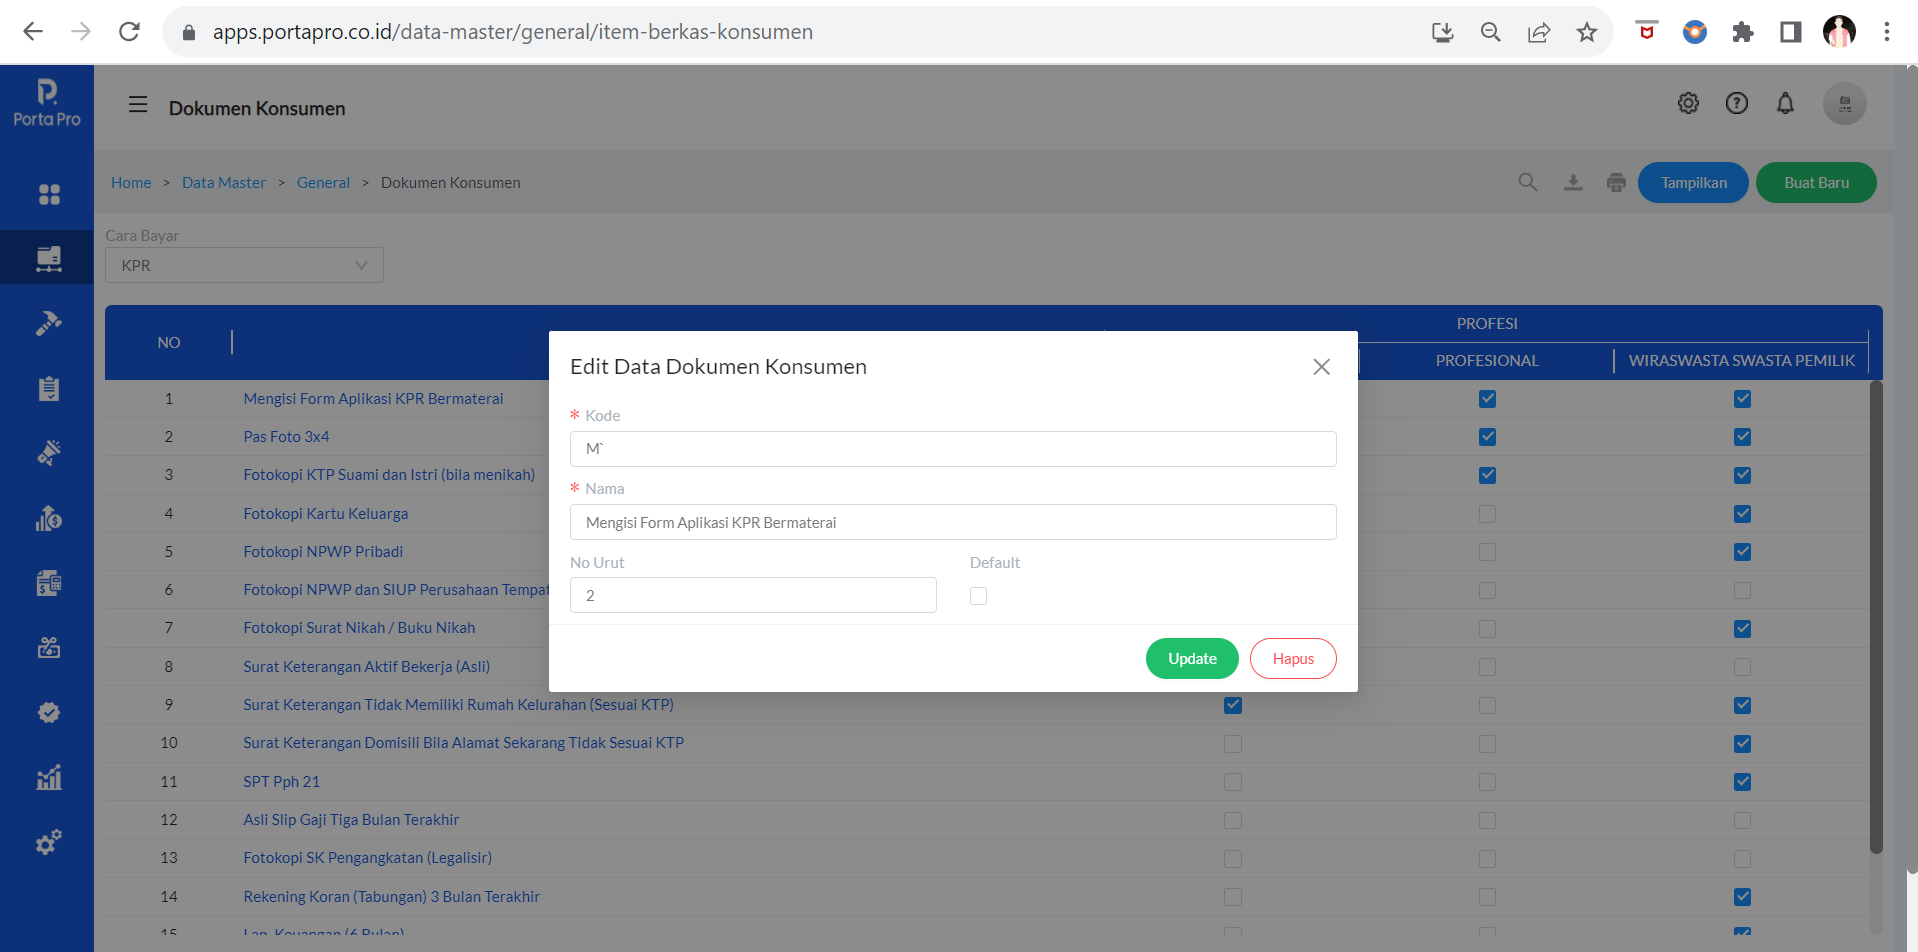 apps.portapro.co.id/data-master/general/item-berkas-konsumen
Porta Pro
Dokumen Konsumen
Home > Data Master > General > Dokumen Konsumen
Tampilkan
Buat Baru
Cara Bayar
KPR
NO
PROFESI
PROFESIONAL
WIRASWASTA SWASTA PEMILIK
1 Mengisi Form Aplikasi KPR Bermaterai
2 Pas Foto 3x4
3 Fotokopi KTP Suami dan Istri (bila menikah)
4 Fotokopi Kartu Keluarga
5 Fotokopi NPWP Pribadi
6 Fotokopi NPWP dan SIUP Perusahaan Tempat
7 Fotokopi Surat Nikah / Buku Nikah
8 Surat Keterangan Aktif Bekerja (Asli)
9 Surat Keterangan Tidak Memiliki Rumah Kelurahan (Sesuai KTP)
10 Surat Keterangan Domisili Bila Alamat Sekarang Tidak Sesuai KTP
11 SPT Pph 21
12 Asli Slip Gaji Tiga Bulan Terakhir
13 Fotokopi SK Pengangkatan (Legalisir)
14 Rekening Koran (Tabungan) 3 Bulan Terakhir
15 Lap. Keuangan (6 Bulan)
Edit Data Dokumen Konsumen
* Kode
M`
* Nama
Mengisi Form Aplikasi KPR Bermaterai
No Urut
Default
2
Update
Hapus